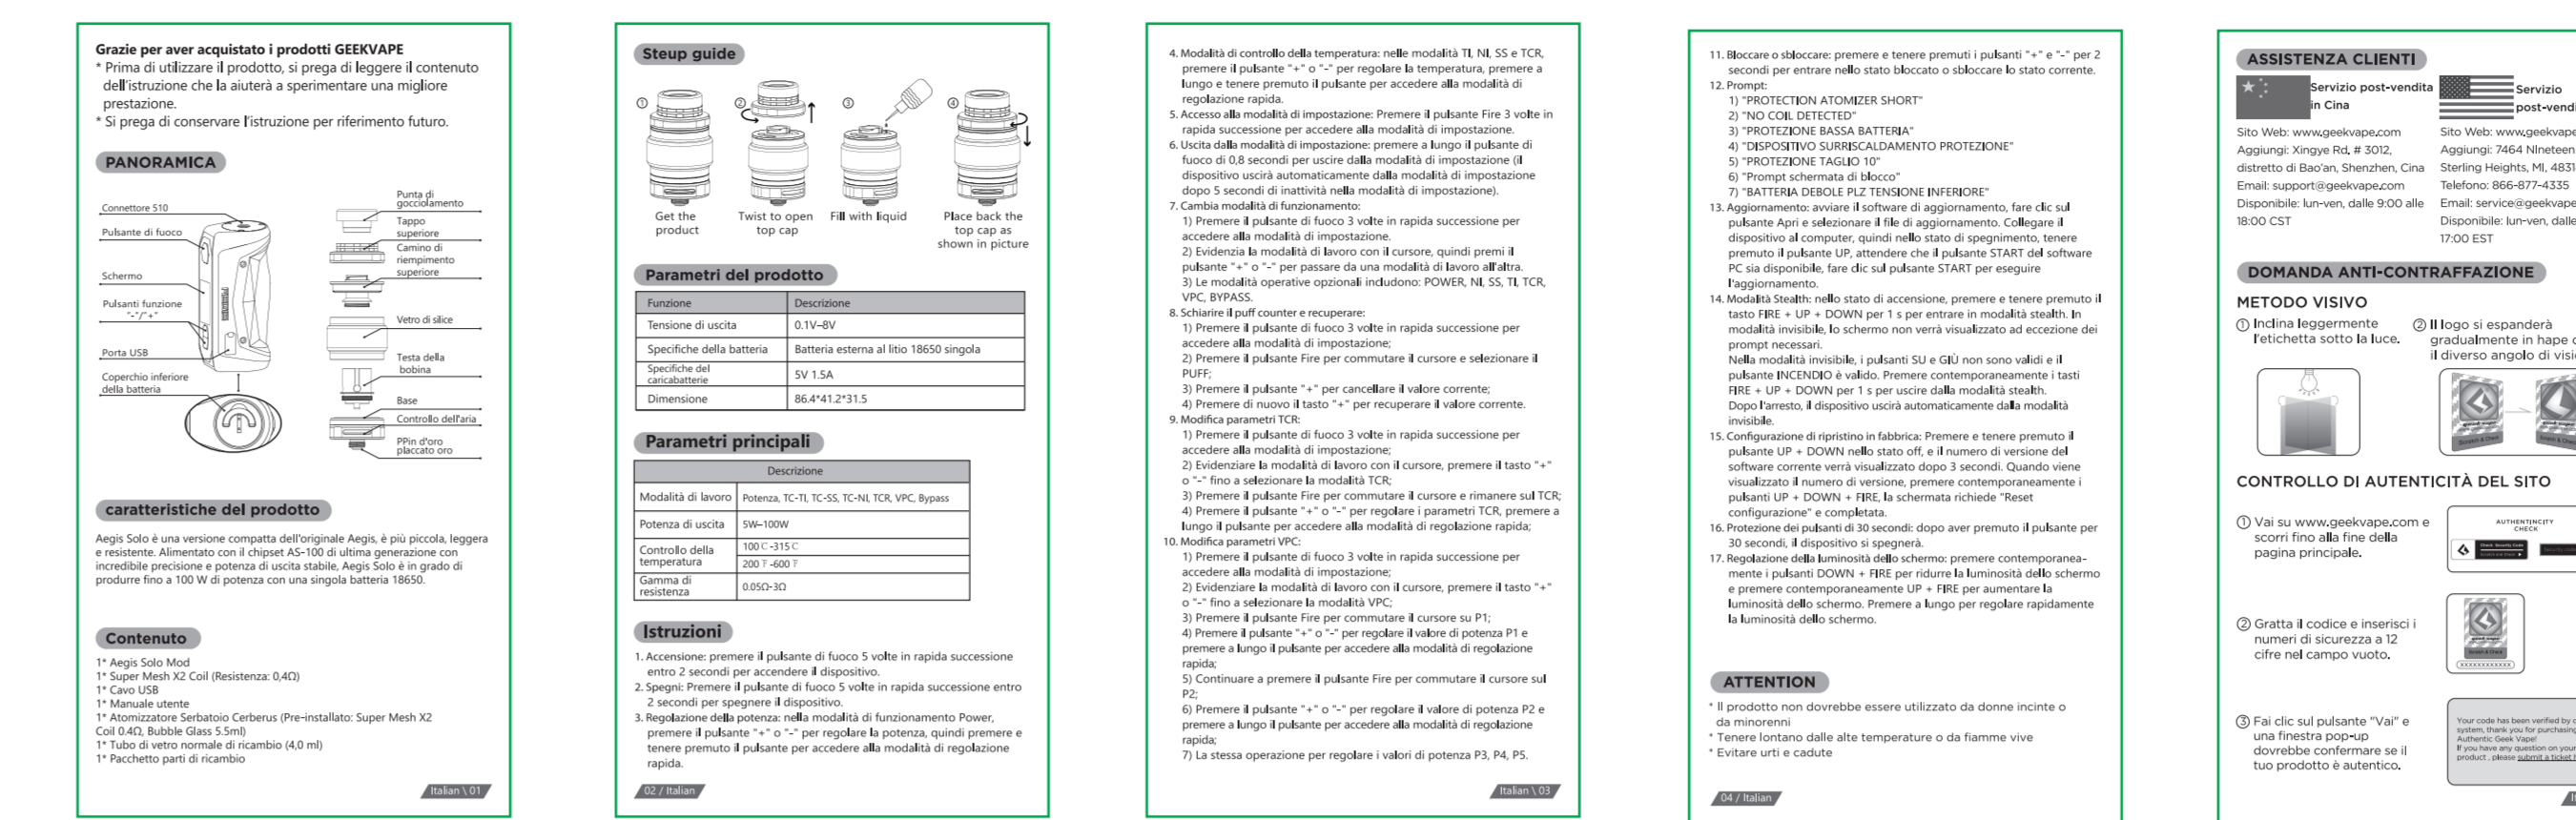 Grazie per aver acquistato i prodotti GEEKVAPE
* Prima di utilizzare il prodotto, si prega di leggere il contenuto
dell'istruzione che la aiuterà a sperimentare una migliore
prestazione.
* Si prega di conservare l'istruzione per riferimento futuro.
PANORAMICA
Connettore 510
Pulsante di fuoco
Schermo
Pulsanti funzione
"-"/"+"
Porta USB
Coperchio inferiore
della batteria
Punta di
gocciolamento
Tappo
superiore
Camino di
riempimento
superiore
Vetro di silice
Testa della
bobina
Base
Controllo dell'aria
PPin d'oro
placcato oro
caratteristiche del prodotto
Aegis Solo è una versione compatta dell'originale Aegis, è più piccola, leggera
e resistente. Alimentato con il chipset AS-100 di ultima generazione con
incredibile precisione e potenza di uscita stabile, Aegis Solo è in grado di
produrre fino a 100 W di potenza con una singola batteria 18650.
Contenuto
1* Aegis Solo Mod
1* Super Mesh X2 Coil (Resistenza: 0,4Ω)
1* Cavo USB
1* Manuale utente
1* Atomizzatore Serbatoio Cerberus (Pre-installato: Super Mesh X2
Coil 0.4Ω, Bubble Glass 5.5ml)
1* Tubo di vetro normale di ricambio (4,0 ml)
1* Pacchetto parti di ricambio
Italian \ 01
Steup guide
① ② ③ ④
Get the
product
Twist to open
top cap
Fill with liquid
Place back the
top cap as
shown in picture
Parametri del prodotto
Funzione Descrizione
Tensione di uscita 0.1V–8V
Specifiche della batteria Batteria esterna al litio 18650 singola
Specifiche del
caricabatterie
5V 1.5A
Dimensione 86.4*41.2*31.5
Parametri principali
Descrizione
Modalità di lavoro Potenza, TC-TI, TC-SS, TC-NI, TCR, VPC, Bypass
Potenza di uscita 5W–100W
Controllo della
temperatura
100℃-315℃
200℉-600℉
Gamma di
resistenza
0.05Ω-3Ω
Istruzioni
1. Accensione: premere il pulsante di fuoco 5 volte in rapida successione
entro 2 secondi per accendere il dispositivo.
2. Spegni: Premere il pulsante di fuoco 5 volte in rapida successione entro
2 secondi per spegnere il dispositivo.
3. Regolazione della potenza: nella modalità di funzionamento Power,
premere il pulsante "+" o "-" per regolare la potenza, quindi premere e
tenere premuto il pulsante per accedere alla modalità di regolazione
rapida.
02 / Italian
4. Modalità di controllo della temperatura: nelle modalità TI, NI, SS e TCR,
premere il pulsante "+" o "-" per regolare la temperatura, premere a
lungo e tenere premuto il pulsante per accedere alla modalità di
regolazione rapida.
5. Accesso alla modalità di impostazione: Premere il pulsante Fire 3 volte in
rapida successione per accedere alla modalità di impostazione.
6. Uscita dalla modalità di impostazione: premere a lungo il pulsante di
fuoco di 0,8 secondi per uscire dalla modalità di impostazione (il
dispositivo uscirà automaticamente dalla modalità di impostazione
dopo 5 secondi di inattività nella modalità di impostazione).
7. Cambia modalità di funzionamento:
1) Premere il pulsante di fuoco 3 volte in rapida successione per
accedere alla modalità di impostazione.
2) Evidenzia la modalità di lavoro con il cursore, quindi premi il
pulsante "+" o "-" per passare da una modalità di lavoro all'altra.
3) Le modalità operative opzionali includono: POWER, NI, SS, TI, TCR,
VPC, BYPASS.
8. Schiarire il puff counter e recuperare:
1) Premere il pulsante di fuoco 3 volte in rapida successione per
accedere alla modalità di impostazione;
2) Premere il pulsante Fire per commutare il cursore e selezionare il
PUFF;
3) Premere il pulsante "+" per cancellare il valore corrente;
4) Premere di nuovo il tasto "+" per recuperare il valore corrente.
9. Modifica parametri TCR:
1) Premere il pulsante di fuoco 3 volte in rapida successione per
accedere alla modalità di impostazione;
2) Evidenziare la modalità di lavoro con il cursore, premere il tasto "+"
o "-" fino a selezionare la modalità TCR;
3) Premere il pulsante Fire per commutare il cursore e rimanere sul TCR;
4) Premere il pulsante "+" o "-" per regolare i parametri TCR, premere a
lungo il pulsante per accedere alla modalità di regolazione rapida;
10. Modifica parametri VPC:
1) Premere il pulsante di fuoco 3 volte in rapida successione per
accedere alla modalità di impostazione;
2) Evidenziare la modalità di lavoro con il cursore, premere il tasto "+"
o "-" fino a selezionare la modalità VPC;
3) Premere il pulsante Fire per commutare il cursore su P1;
4) Premere il pulsante "+" o "-" per regolare il valore di potenza P1 e
premere a lungo il pulsante per accedere alla modalità di regolazione
rapida;
5) Continuare a premere il pulsante Fire per commutare il cursore sul
P2;
6) Premere il pulsante "+" o "-" per regolare il valore di potenza P2 e
premere a lungo il pulsante per accedere alla modalità di regolazione
rapida;
7) La stessa operazione per regolare i valori di potenza P3, P4, P5.
Italian \ 03
11. Bloccare o sbloccare: premere e tenere premuti i pulsanti "+" e "-" per 2
secondi per entrare nello stato bloccato o sbloccare lo stato corrente.
12. Prompt:
1) "PROTECTION ATOMIZER SHORT"
2) "NO COIL DETECTED"
3) "PROTEZIONE BASSA BATTERIA"
4) "DISPOSITIVO SURRISCALDAMENTO PROTEZIONE"
5) "PROTEZIONE TAGLIO 10"
6) "Prompt schermata di blocco"
7) "BATTERIA DEBOLE PLZ TENSIONE INFERIORE"
13. Aggiornamento: avviare il software di aggiornamento, fare clic sul
pulsante Apri e selezionare il file di aggiornamento. Collegare il
dispositivo al computer, quindi nello stato di spegnimento, tenere
premuto il pulsante UP, attendere che il pulsante START del software
PC sia disponibile, fare clic sul pulsante START per eseguire
l'aggiornamento.
14. Modalità Stealth: nello stato di accensione, premere e tenere premuto il
tasto FIRE + UP + DOWN per 1 s per entrare in modalità stealth. In
modalità invisibile, lo schermo non verrà visualizzato ad eccezione dei
prompt necessari.
Nella modalità invisibile, i pulsanti SU e GIÙ non sono validi e il
pulsante INCENDIO è valido. Premere contemporaneamente i tasti
FIRE + UP + DOWN per 1 s per uscire dalla modalità stealth.
Dopo l'arresto, il dispositivo uscirà automaticamente dalla modalità
invisibile.
15. Configurazione di ripristino in fabbrica: Premere e tenere premuto il
pulsante UP + DOWN nello stato off, e il numero di versione del
software corrente verrà visualizzato dopo 3 secondi. Quando viene
visualizzato il numero di versione, premere contemporaneamente i
pulsanti UP + DOWN + FIRE, la schermata richiede "Reset
configurazione" e completata.
16. Protezione dei pulsanti di 30 secondi: dopo aver premuto il pulsante per
30 secondi, il dispositivo si spegnerà.
17. Regolazione della luminosità dello schermo: premere contemporanea-
mente i pulsanti DOWN + FIRE per ridurre la luminosità dello schermo
e premere contemporaneamente UP + FIRE per aumentare la
luminosità dello schermo. Premere a lungo per regolare rapidamente
la luminosità dello schermo.
ATTENTION
* Il prodotto non dovrebbe essere utilizzato da donne incinte o
da minorenni
* Tenere lontano dalle alte temperature o da fiamme vive
* Evitare urti e cadute
04 / Italian
ASSISTENZA CLIENTI
Servizio post-vendita
in Cina
Sito Web: www.geekvape.com
Aggiungi: Xingye Rd. # 3012,
distretto di Bao'an, Shenzhen, Cina
Email: support@geekvape.com
Disponibile: lun-ven, dalle 9:00 alle
18:00 CST
Servizio
post-vendi
Sito Web: www.geekvape
Aggiungi: 7464 NIneteen
Sterling Heights, MI, 4831
Telefono: 866-877-4335
Email: service@geekvape
Disponibile: lun-ven, dalle
17:00 EST
DOMANDA ANTI-CONTRAFFAZIONE
METODO VISIVO
① Inclina leggermente
l'etichetta sotto la luce.
② Il logo si espanderà
gradualmente in hape c
il diverso angolo di visi
CONTROLLO DI AUTENTICITÀ DEL SITO
① Vai su www.geekvape.com e
scorri fino alla fine della
pagina principale.
AUTHENTINCITY
CHECK
Check Security Code
② Gratta il codice e inserisci i
numeri di sicurezza a 12
cifre nel campo vuoto.
Scratch & Check
XXXXXXXXXXXX
③ Fai clic sul pulsante "Vai" e
una finestra pop-up
dovrebbe confermare se il
tuo prodotto è autentico.
Your code has been verified by o
system, thank you for purchasing
Authentic Geek Vape!
If you have any question on your
product , please submit a ticket h